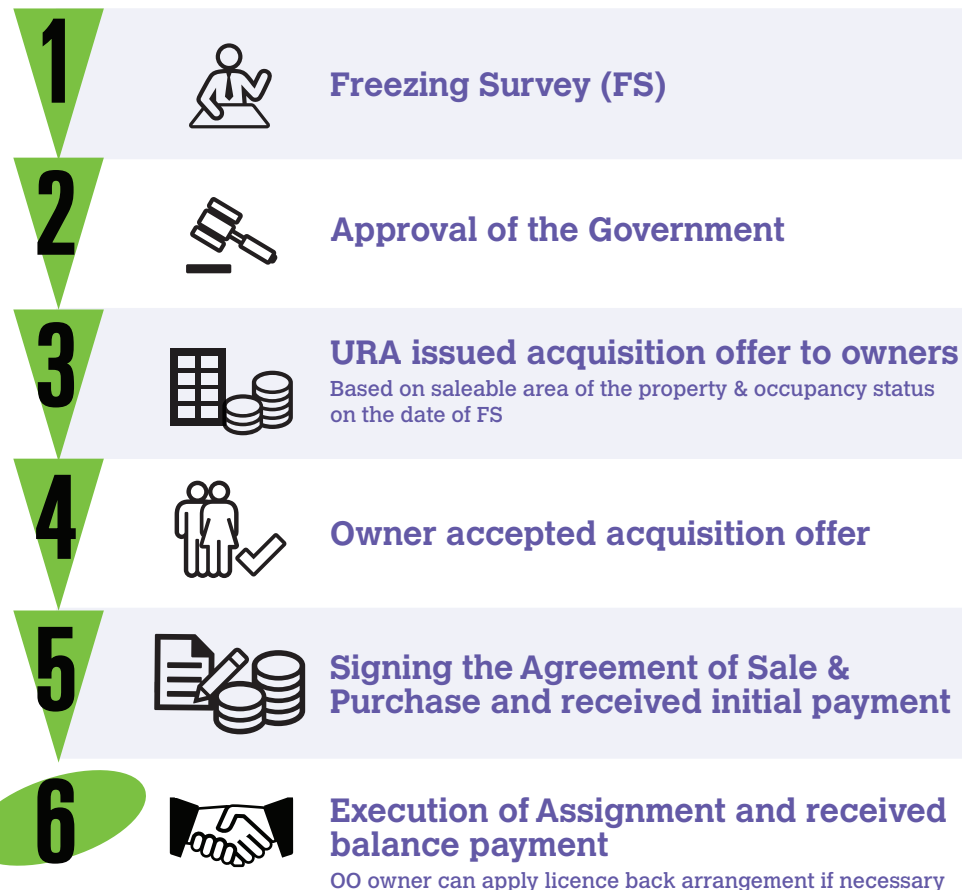 1
Freezing Survey (FS)
2
Approval of the Government
3
URA issued acquisition offer to owners
Based on saleable area of the property & occupancy status
on the date of FS
4
Owner accepted acquisition offer
5
Signing the Agreement of Sale &
Purchase and received initial payment
6
Execution of Assignment and received
balance payment
OO owner can apply licence back arrangement if necessary